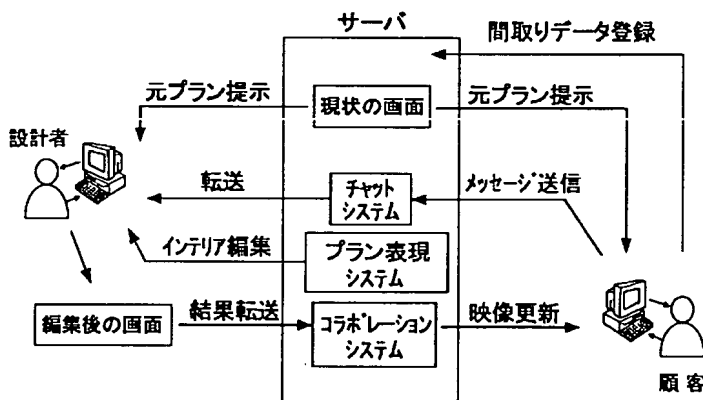 サーバ
間取りデータ登録
元プラン提示
現状の画面
元プラン提示
設計者
転送
チャット
システム
メッセージ送信
インテリア編集
プラン表現
システム
編集後の画面
結果転送
コラボレーション
システム
映像更新
顧客